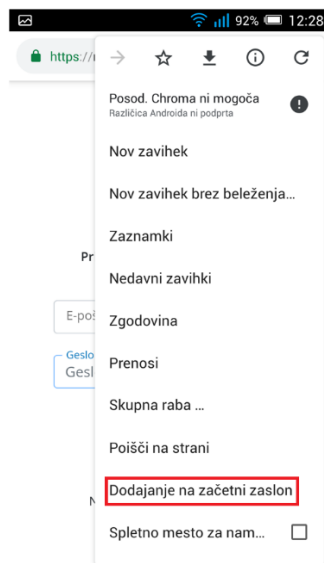 92% 12:28
https://
Posod. Chroma ni mogoča
Različica Androida ni podprta
Nov zavihek
Nov zavihek brez beleženja...
Zaznamki
Pr
Nedavni zavihki
E-poš
Zgodovina
Geslo
Gesl
Prenosi
Skupna raba ...
Poišči na strani
Dodajanje na začetni zaslon
N
Spletno mesto za nam...